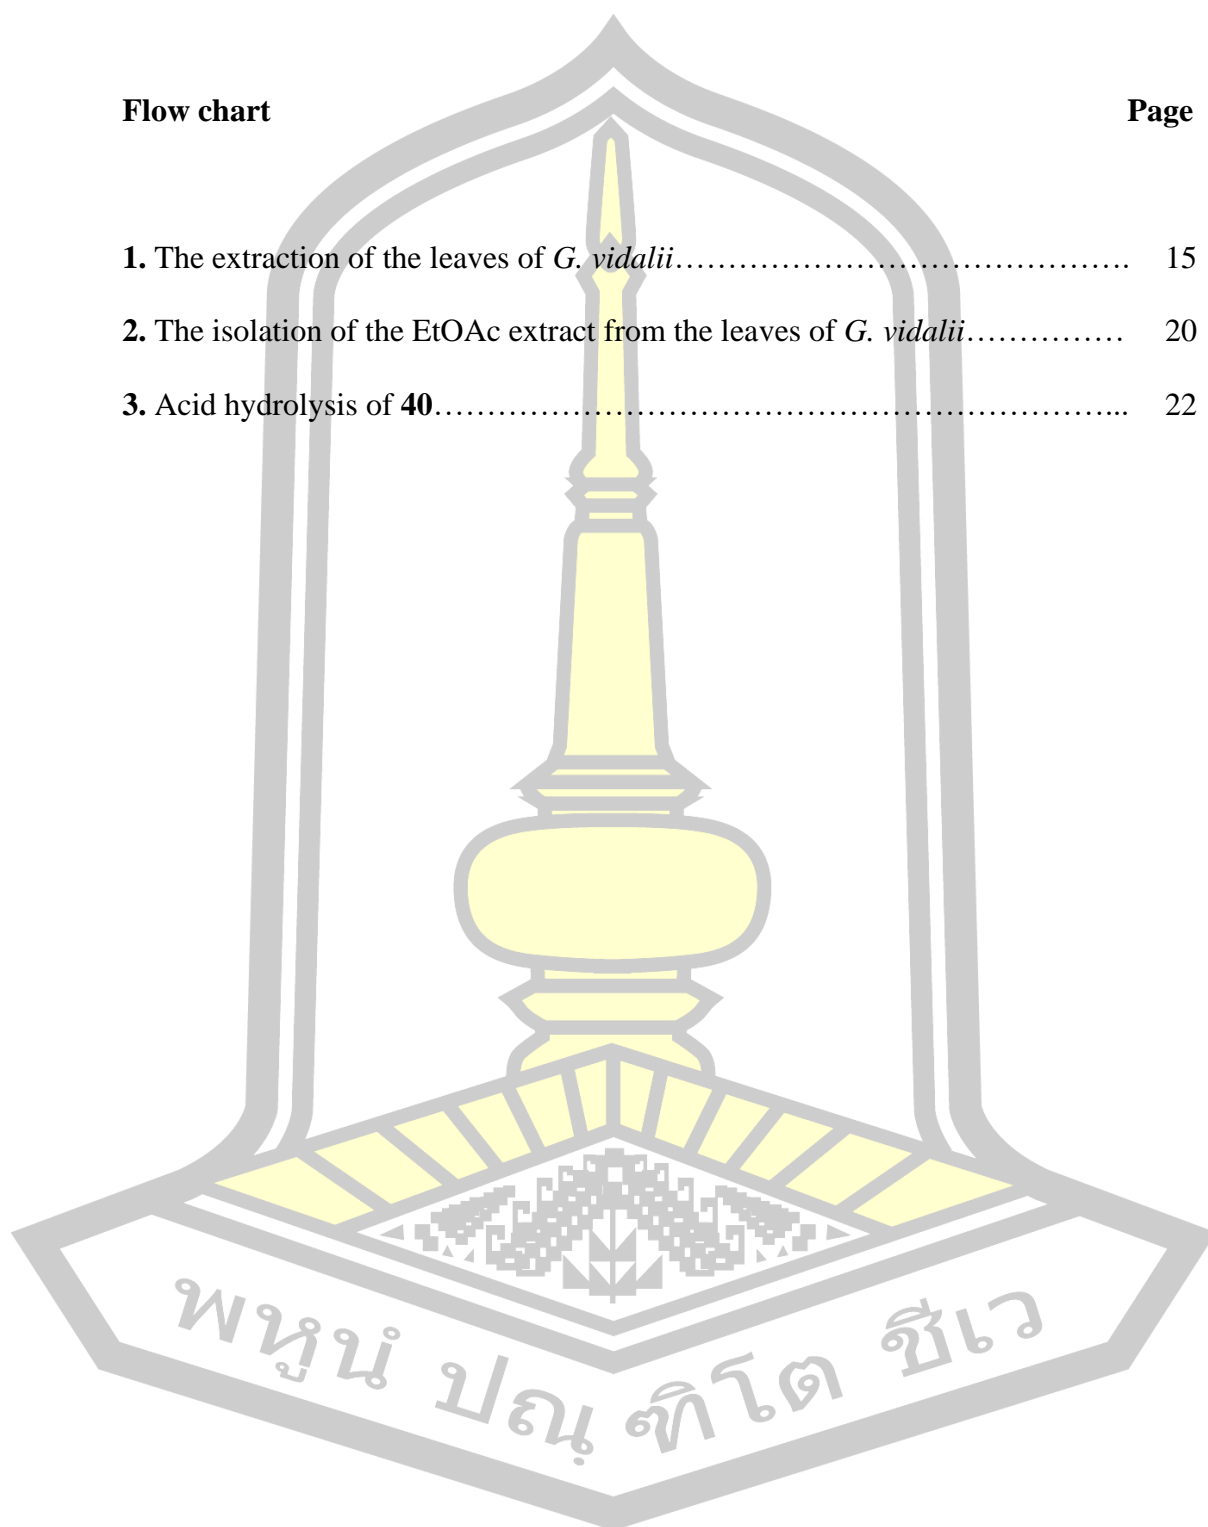 Flow chart Page
1. The extraction of the leaves of G. vidalii……………………………………. 15
2. The isolation of the EtOAc extract from the leaves of G. vidalii…………… 20
3. Acid hydrolysis of 40………………………………………………………... 22
พหูนํ ปณฺฑิโต ชีเว